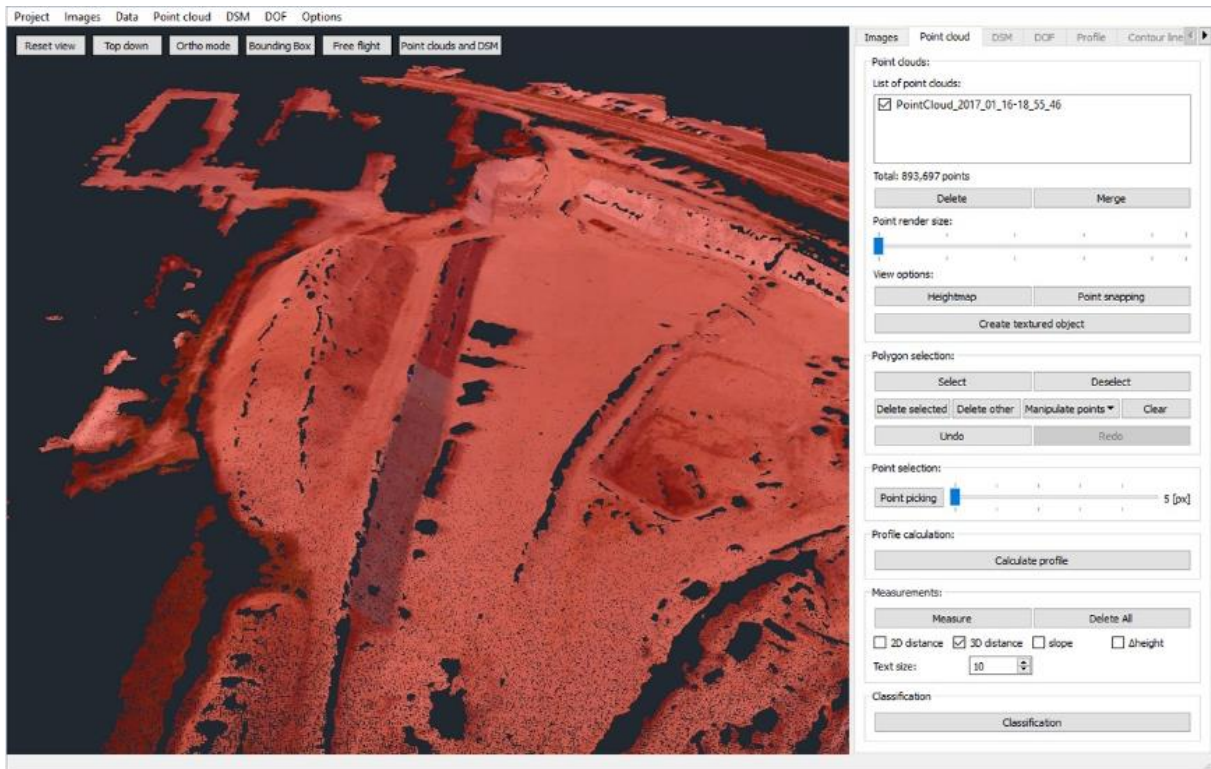 Project Images Data Point cloud DSM DOF Options
Reset view Top down Ortho mode Bounding Box Free flight Point clouds and DSM
Images Point cloud DSM DOF Profile Contour line
Point clouds:
List of point clouds:
PointCloud_2017_01_16-18_55_46
Total: 893,697 points
Delete Merge
Point render size:
View options:
Heightmap Point snapping
Create textured object
Polygon selection:
Select Deselect
Delete selected Delete other Manipulate points Clear
Undo Redo
Point selection:
Point picking 5 [px]
Profile calculation:
Calculate profile
Measurements:
Measure Delete All
2D distance 3D distance slope Δheight
Text size: 10
Classification
Classification